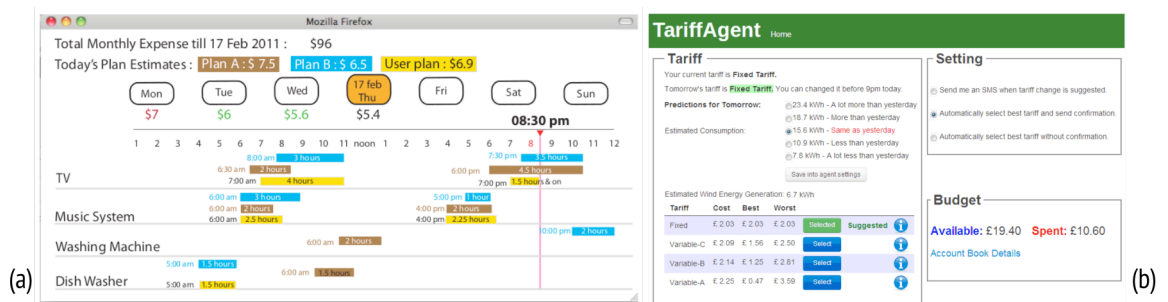 Mozilla Firefox
Total Monthly Expense till 17 Feb 2011 : $96
Today's Plan Estimates : Plan A : $ 7.5 Plan B : $ 6.5 User plan : $6.9
Mon Tue Wed 17 feb Thu Fri Sat Sun
$7 $6 $5.6 $5.4
08:30 pm
1 2 3 4 5 6 7 8 9 10 11 noon 1 2 3 4 5 6 7 8 9 10 11 12
8:00 am 3 hours 7:30 pm 3.5 hours
6:30 am 2 hours 6:00 pm 4.5 hours
TV 7:00 am 4 hours 7:00 pm 1.5 hours & on
6:00 am 3 hours 5:00 pm 1 hour
6:00 am 2 hours 4:00 pm 2 hours
Music System 6:00 am 2.5 hours 4:00 pm 2.25 hours
10:00 pm 2 hours
Washing Machine 6:00 am 2 hours
5:00 am 1.5 hours
6:00 am 1.5 hours
Dish Washer 5:00 am 1.5 hours
(a)
TariffAgent Home
Tariff
Your current tariff is Fixed Tariff.
Tomorrow's tariff is Fixed Tariff. You can changed it before 9pm today.
Predictions for Tomorrow:
Estimated Consumption:
23.4 kWh - A lot more than yesterday
18.7 kWh - More than yesterday
15.6 kWh - Same as yesterday
10.9 kWh - Less than yesterday
7.8 kWh - A lot less than yesterday
Save into agent settings
Estimated Wind Energy Generation: 6.7 kWh
Tariff Cost Best Worst
Fixed £ 2.03 £ 2.03 £ 2.03 Selected Suggested
Variable-C £ 2.09 £ 1.56 £ 2.50 Select
Variable-B £ 2.14 £ 1.25 £ 2.81 Select
Variable-A £ 2.25 £ 0.47 £ 3.59 Select
Setting
Send me an SMS when tariff change is suggested.
Automatically select best tariff and send confirmation.
Automatically select best tariff without confirmation.
Budget
Available: £19.40 Spent: £10.60
Account Book Details
(b)